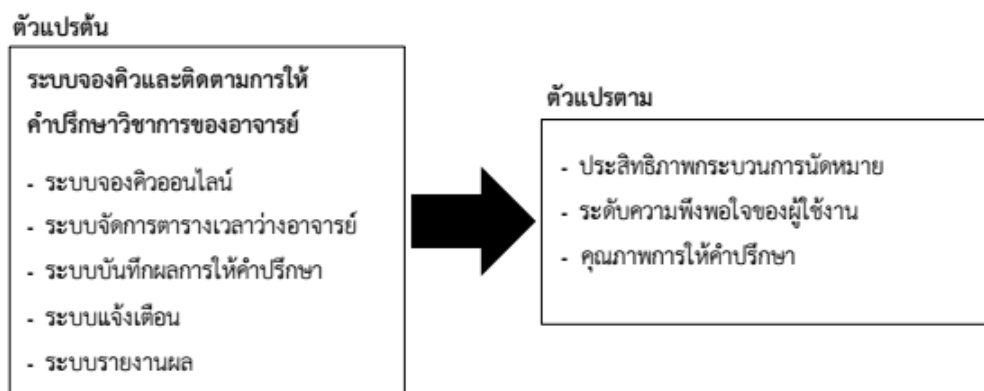 ตัวแปรต้น
ระบบจองคิวและติดตามการให้
คำปรึกษาวิชาการของอาจารย์
- ระบบจองคิวออนไลน์
- ระบบจัดการตารางเวลาว่างอาจารย์
- ระบบบันทึกผลการให้คำปรึกษา
- ระบบแจ้งเตือน
- ระบบรายงานผล
ตัวแปรตาม
- ประสิทธิภาพกระบวนการนัดหมาย
- ระดับความพึงพอใจของผู้ใช้งาน
- คุณภาพการให้คำปรึกษา